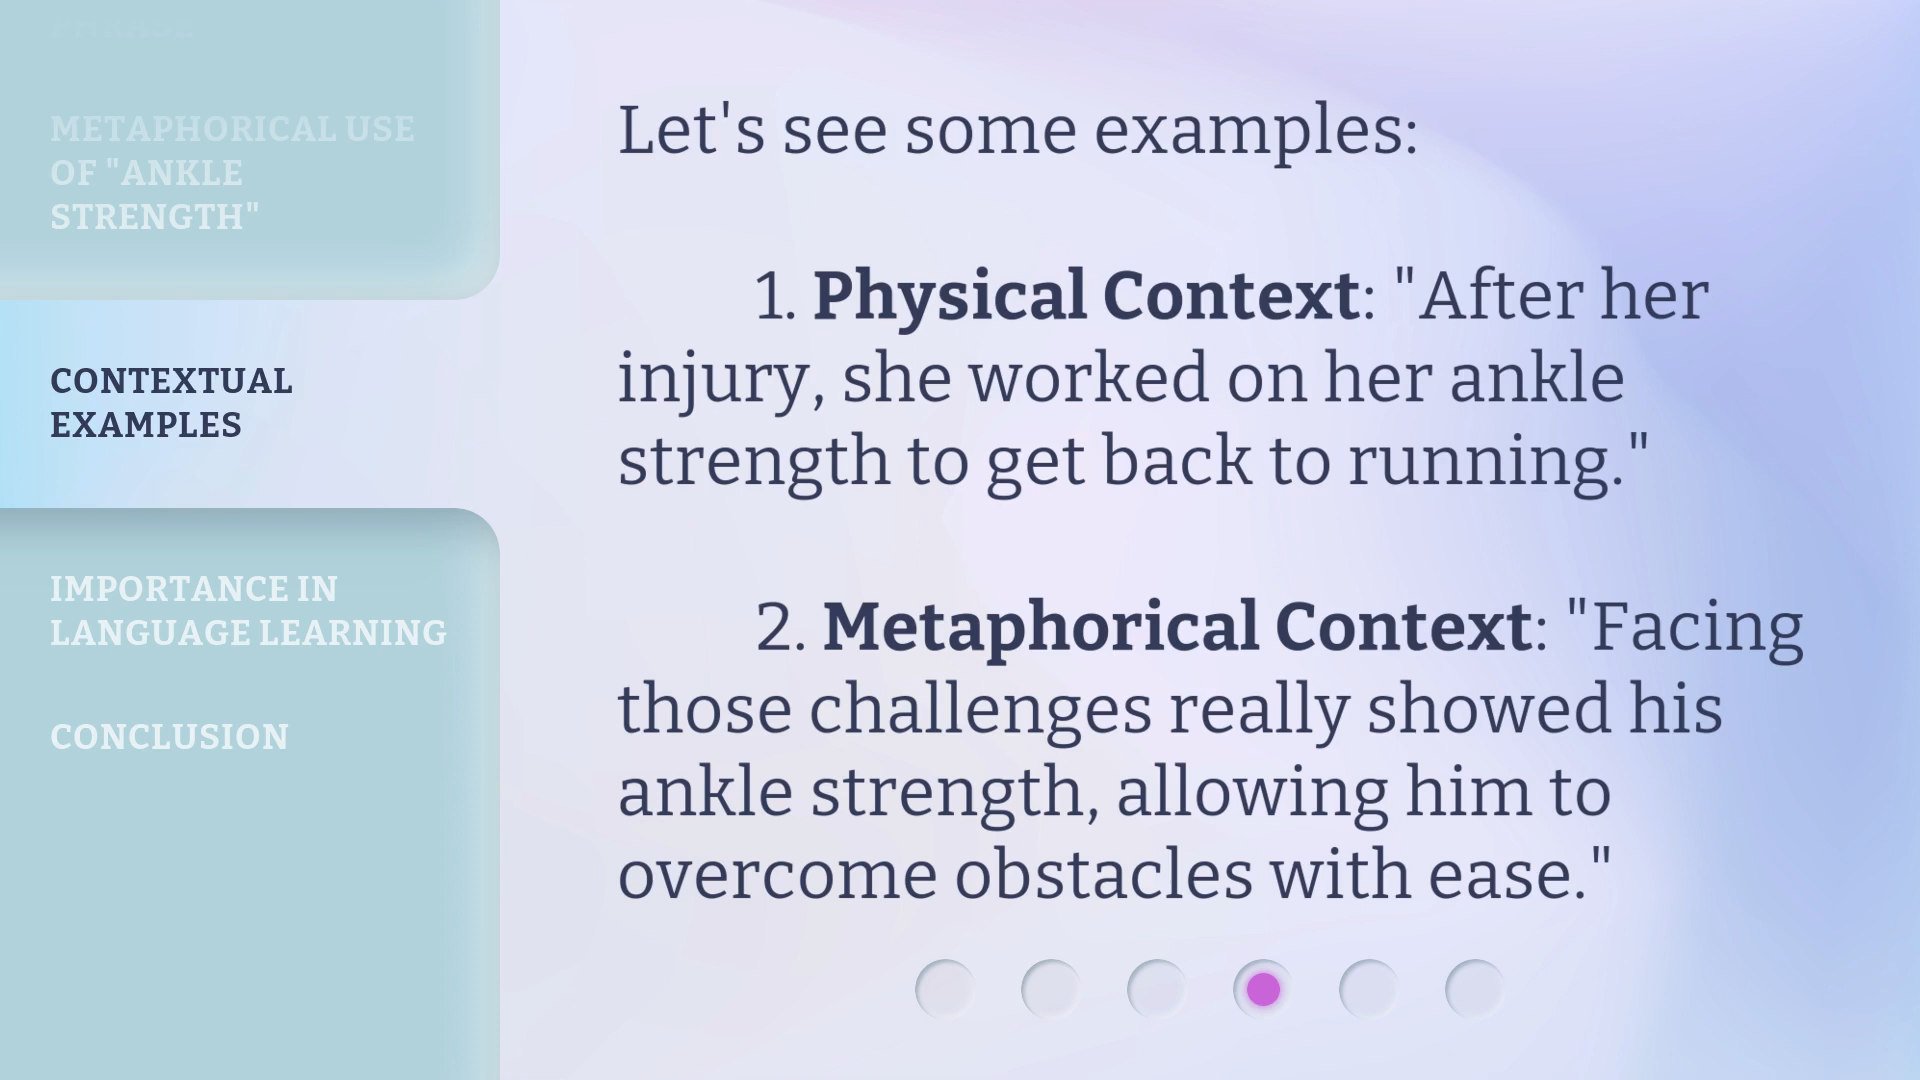 METAPHORICAL USE
OF "ANKLE
STRENGTH"
CONTEXTUAL
EXAMPLES
IMPORTANCE IN
LANGUAGE LEARNING
CONCLUSION
Let's see some examples:
1. Physical Context: "After her
injury, she worked on her ankle
strength to get back to running."
2. Metaphorical Context: "Facing
those challenges really showed his
ankle strength, allowing him to
overcome obstacles with ease."